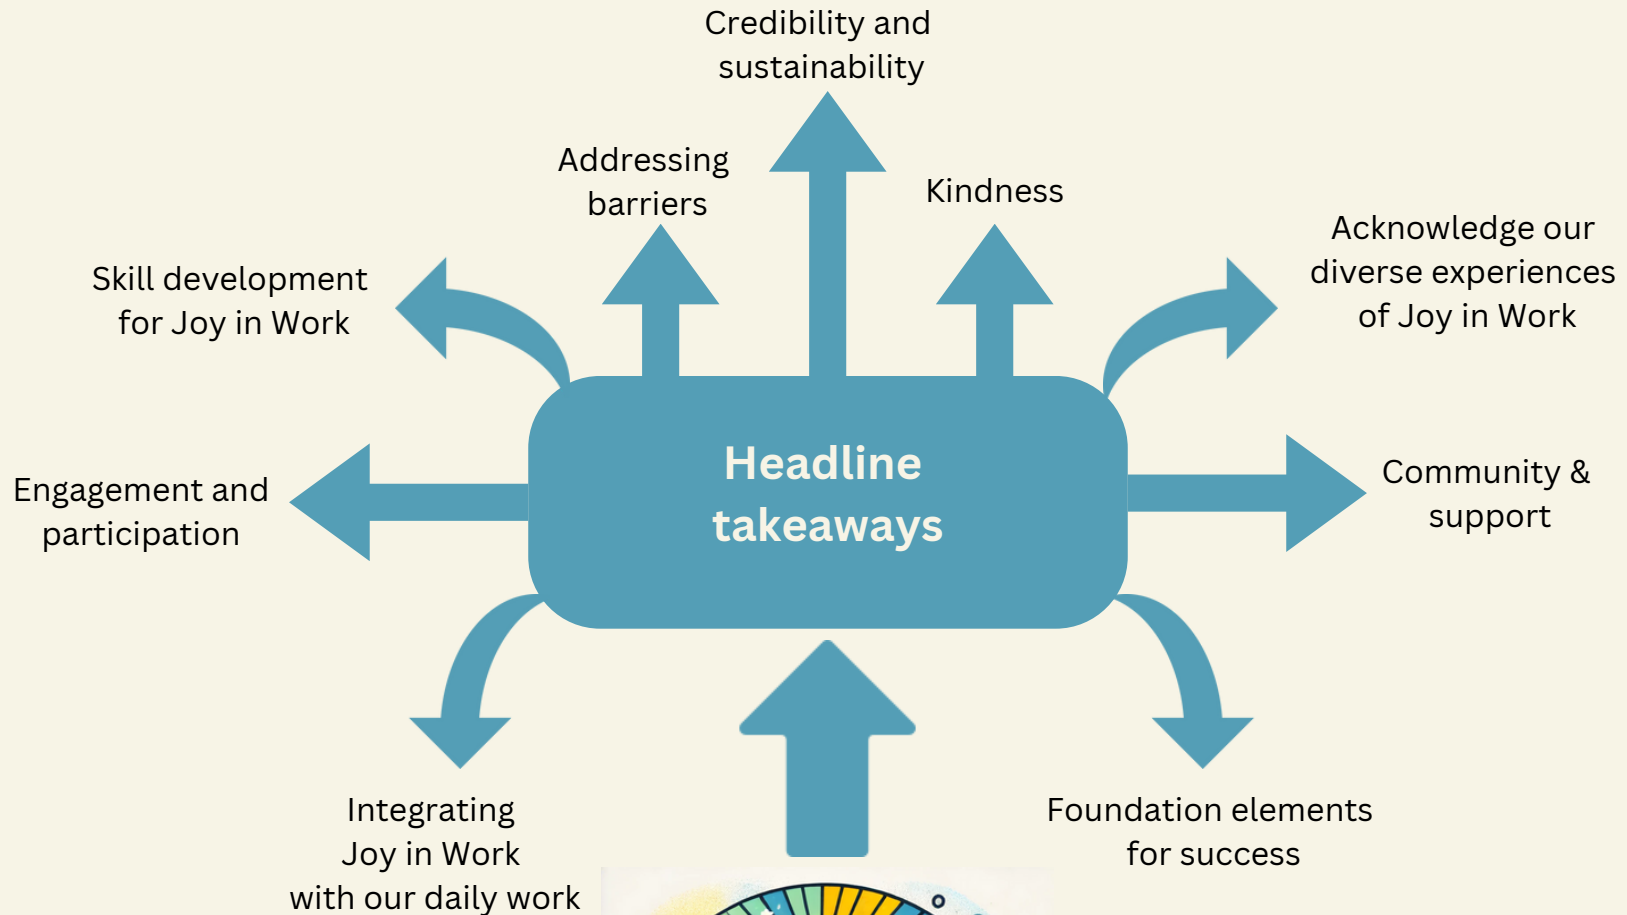 Credibility and
sustainability
Addressing
barriers
Kindness
Acknowledge our
diverse experiences
of Joy in Work
Skill development
for Joy in Work
Headline
takeaways
Engagement and
participation
Community &
support
Integrating
Joy in Work
with our daily work
Foundation elements
for success